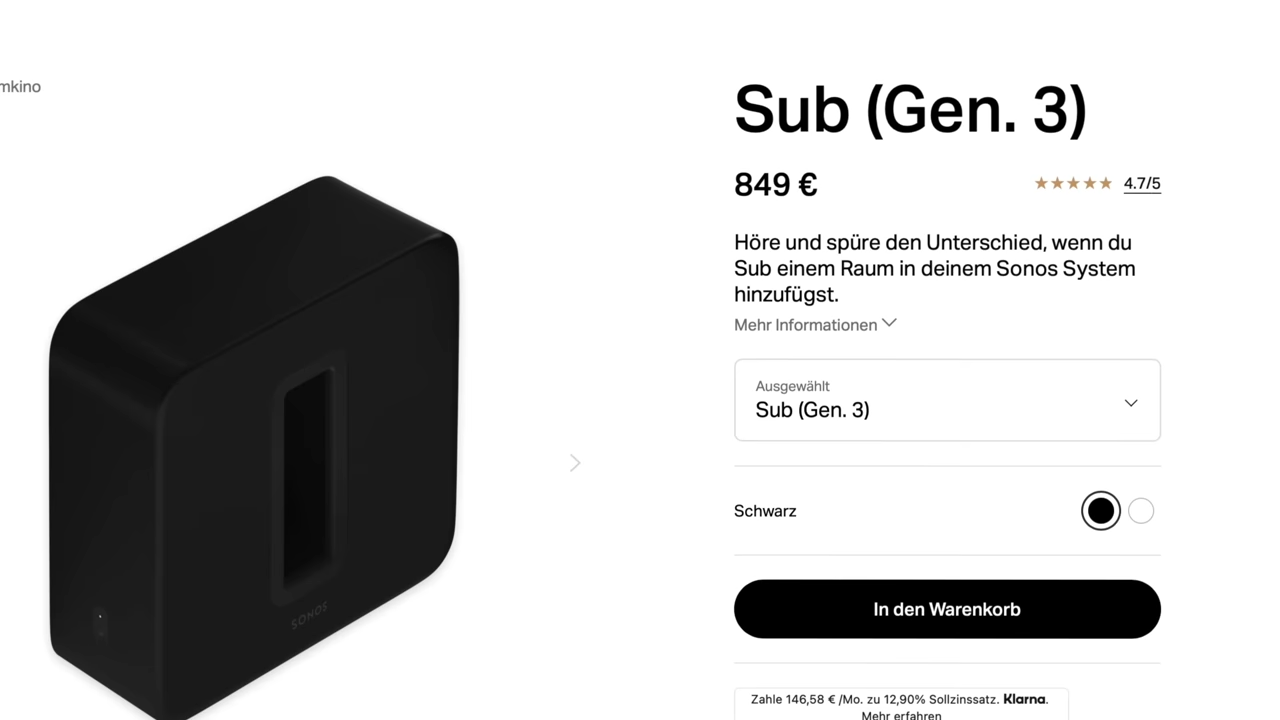 mkino
Sub (Gen. 3)
849 €
4.7/5
Höre und spüre den Unterschied, wenn du
Sub einem Raum in deinem Sonos System
hinzufügst.
Mehr Informationen
Ausgewählt
Sub (Gen. 3)
Schwarz
SONOS
In den Warenkorb
Zahle 146,58 € /Mo. zu 12,90% Sollzinssatz. Klarna.
Mehr erfahren